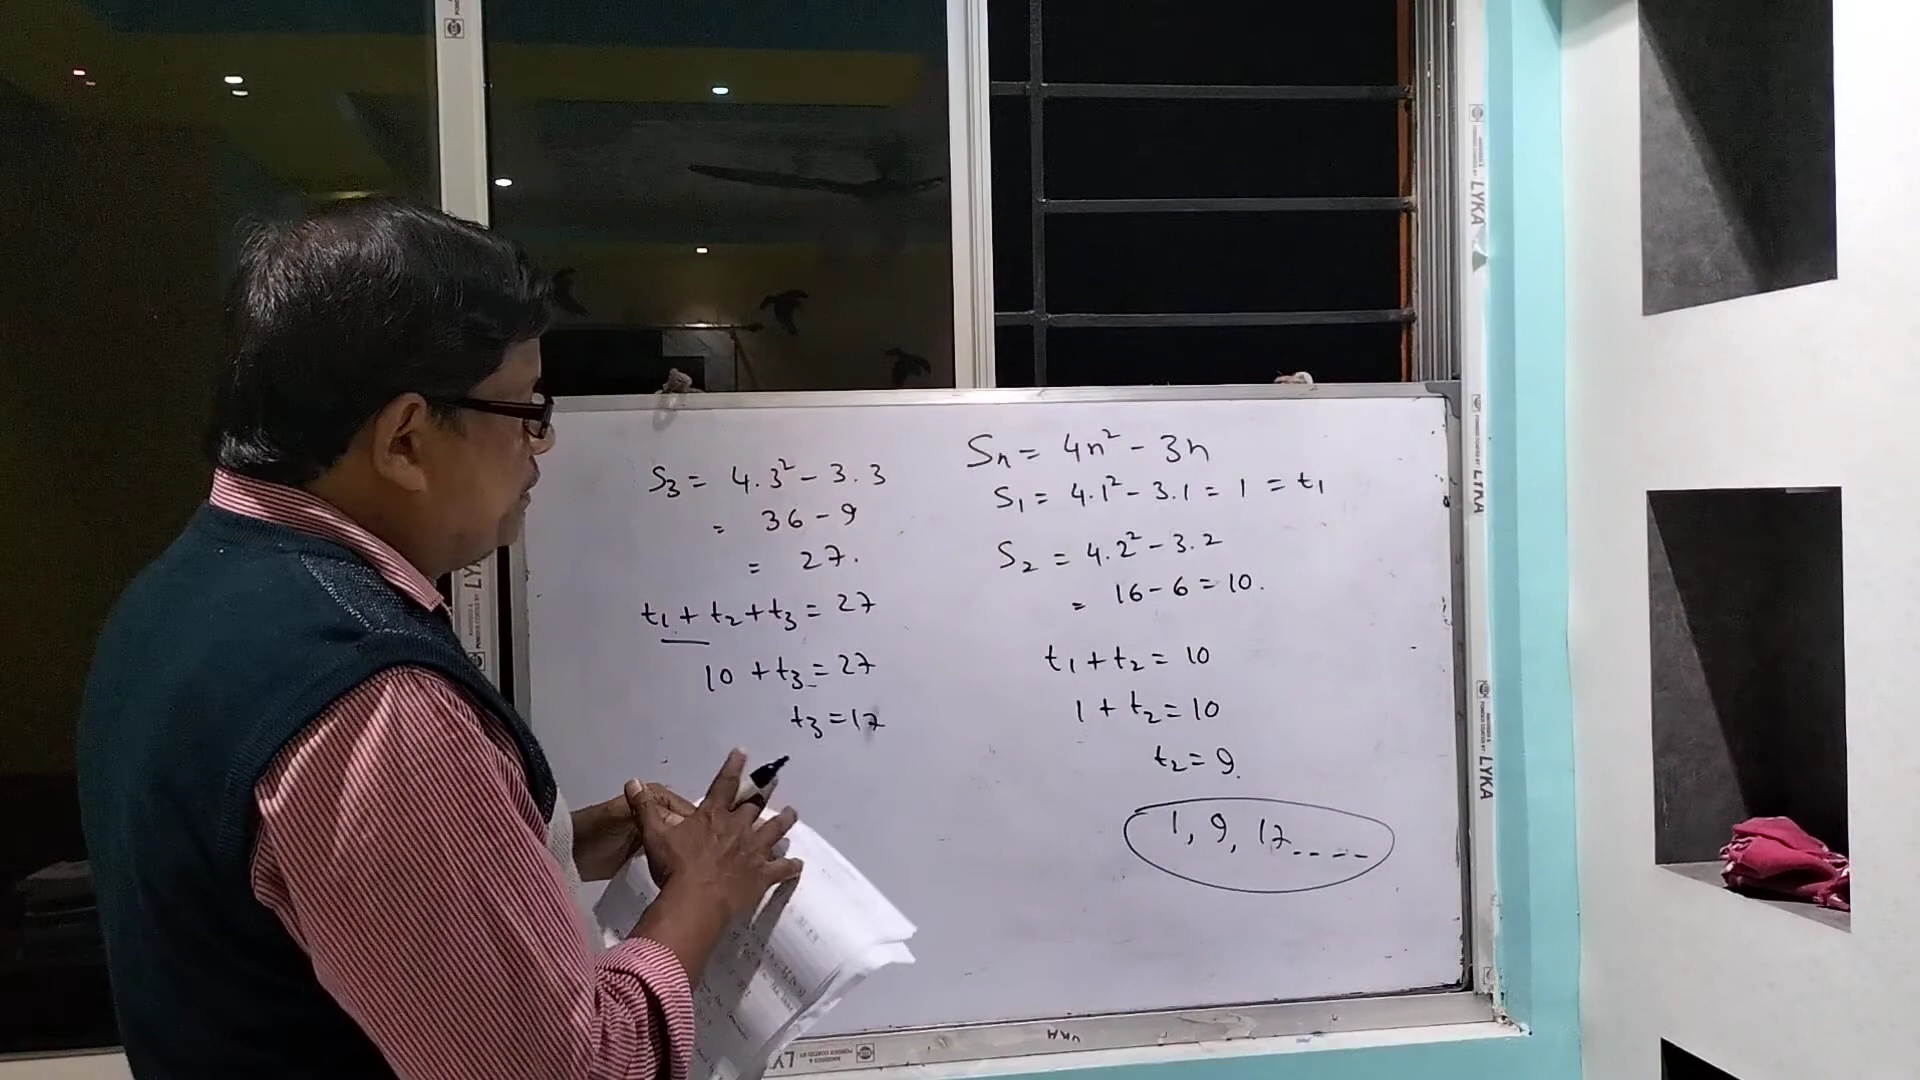 Sn = 4n² - 3n
S₁ = 4.1² - 3.1 = 1 = t₁
S₂ = 4.2² - 3.2
= 16 - 6 = 10.
t₁ + t₂ = 10
1 + t₂ = 10
t₂ = 9.
1, 9, 17----
S₃ = 4.3² - 3.3
= 36 - 9
= 27.
t₁ + t₂ + t₃ = 27
10 + t₃ = 27
t₃ = 17
LYKA
LYKA
LYKA
LYKA